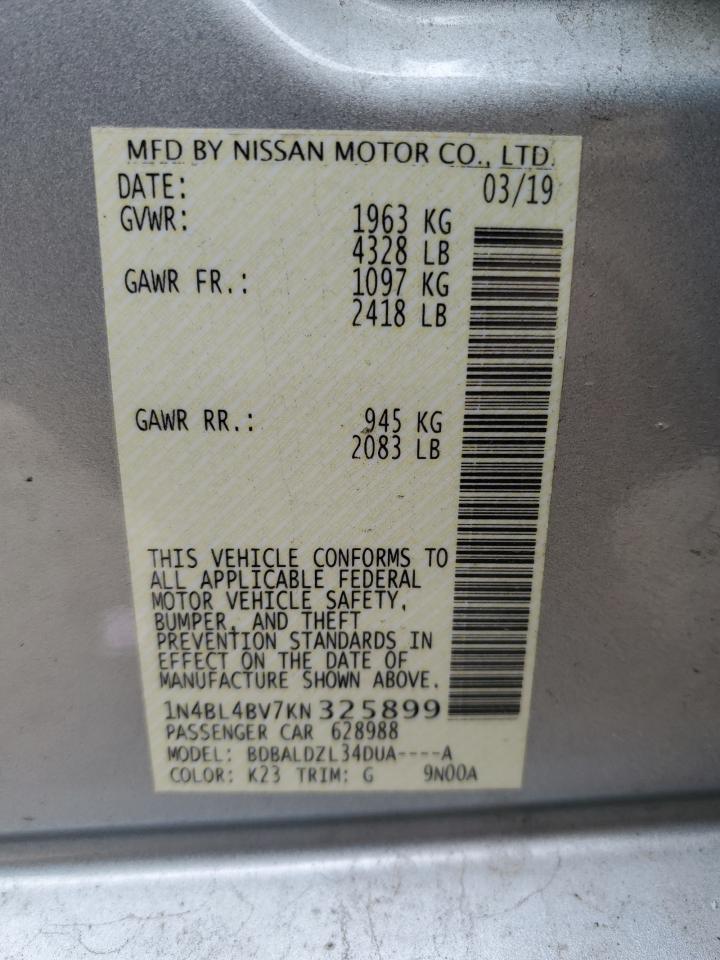 MFD BY NISSAN MOTOR CO., LTD.
DATE: 03/19
GVWR: 1963 KG
4328 LB
GAWR FR.: 1097 KG
2418 LB
GAWR RR.: 945 KG
2083 LB
THIS VEHICLE CONFORMS TO
ALL APPLICABLE FEDERAL
MOTOR VEHICLE SAFETY,
BUMPER, AND THEFT
PREVENTION STANDARDS IN
EFFECT ON THE DATE OF
MANUFACTURE SHOWN ABOVE.
1N4BL4BV7KN325899
PASSENGER CAR 628988
MODEL: BDBALDZL34DUA----A
COLOR: K23 TRIM: G 9N00A